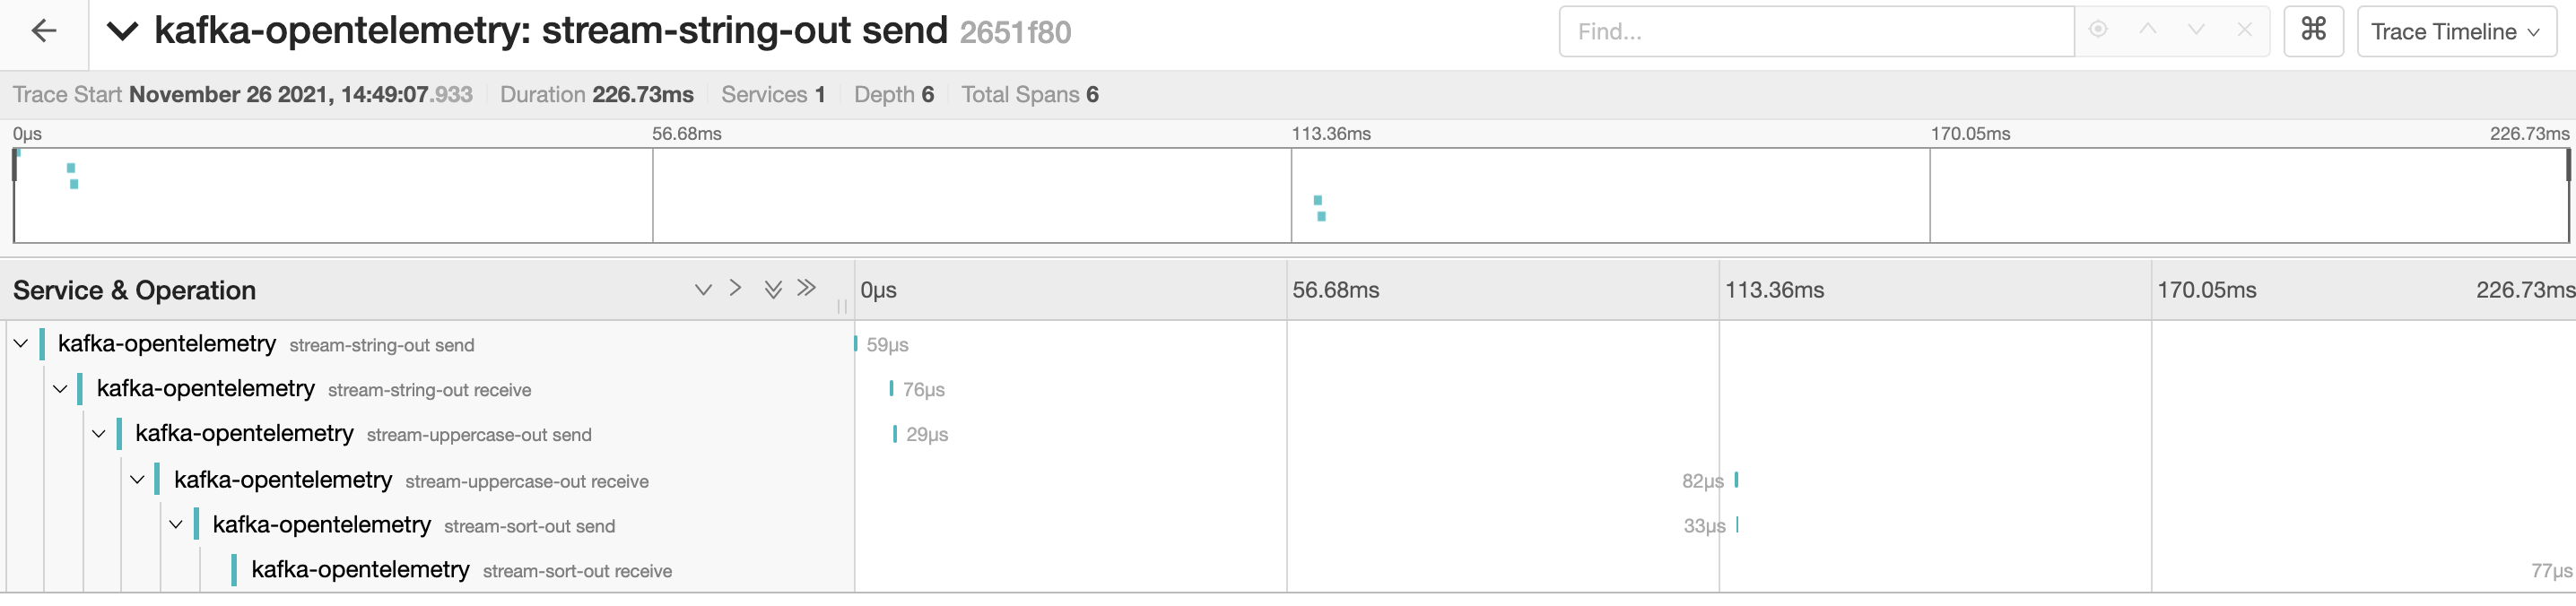 kafka-opentelemetry: stream-string-out send 2651f80 Find... ⌘ Trace Timeline
Trace Start November 26 2021, 14:49:07.933 Duration 226.73ms Services 1 Depth 6 Total Spans 6
0μs 56.68ms 113.36ms 170.05ms 226.73ms
Service & Operation 0μs 56.68ms 113.36ms 170.05ms 226.73ms
kafka-opentelemetry stream-string-out send 59μs
kafka-opentelemetry stream-string-out receive 76μs
kafka-opentelemetry stream-uppercase-out send 29μs
kafka-opentelemetry stream-uppercase-out receive 82μs
kafka-opentelemetry stream-sort-out send 33μs
kafka-opentelemetry stream-sort-out receive 77μs